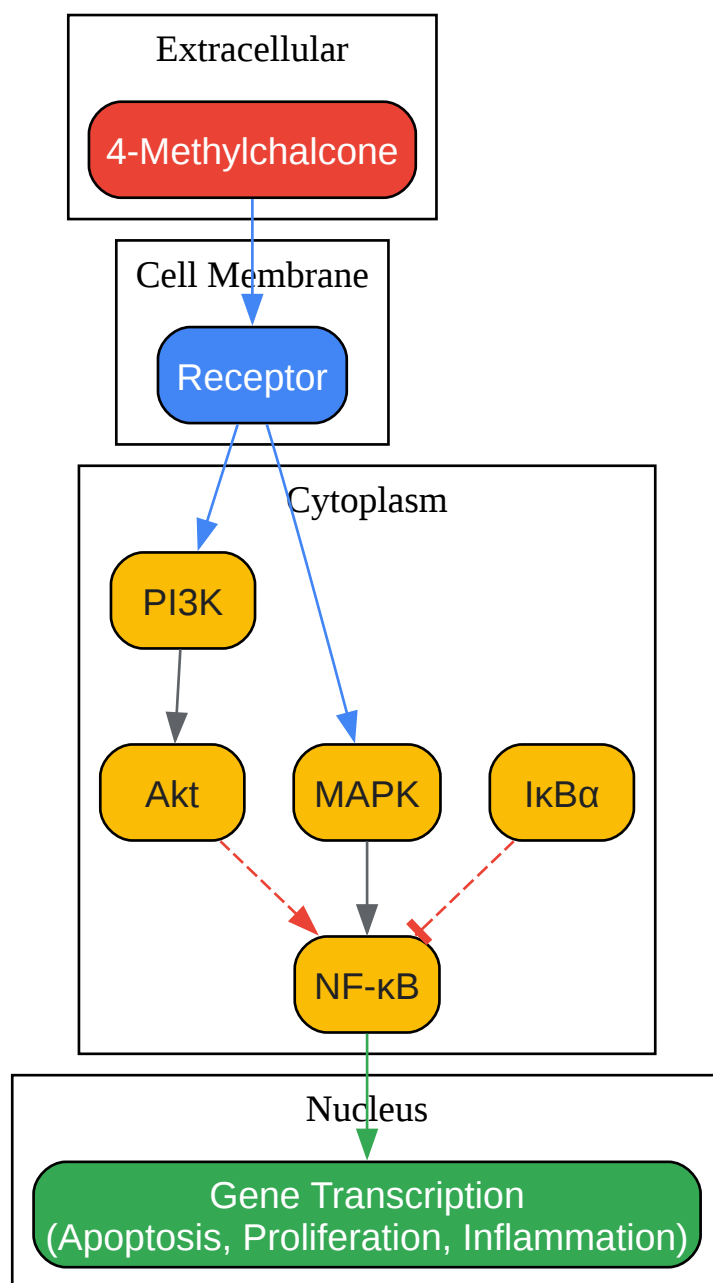 Extracellular
4-Methylchalcone
Cell Membrane
Receptor
Cytoplasm
PI3K
Akt
MAPK
IκBα
NF-κB
Nucleus
Gene Transcription
(Apoptosis, Proliferation, Inflammation)